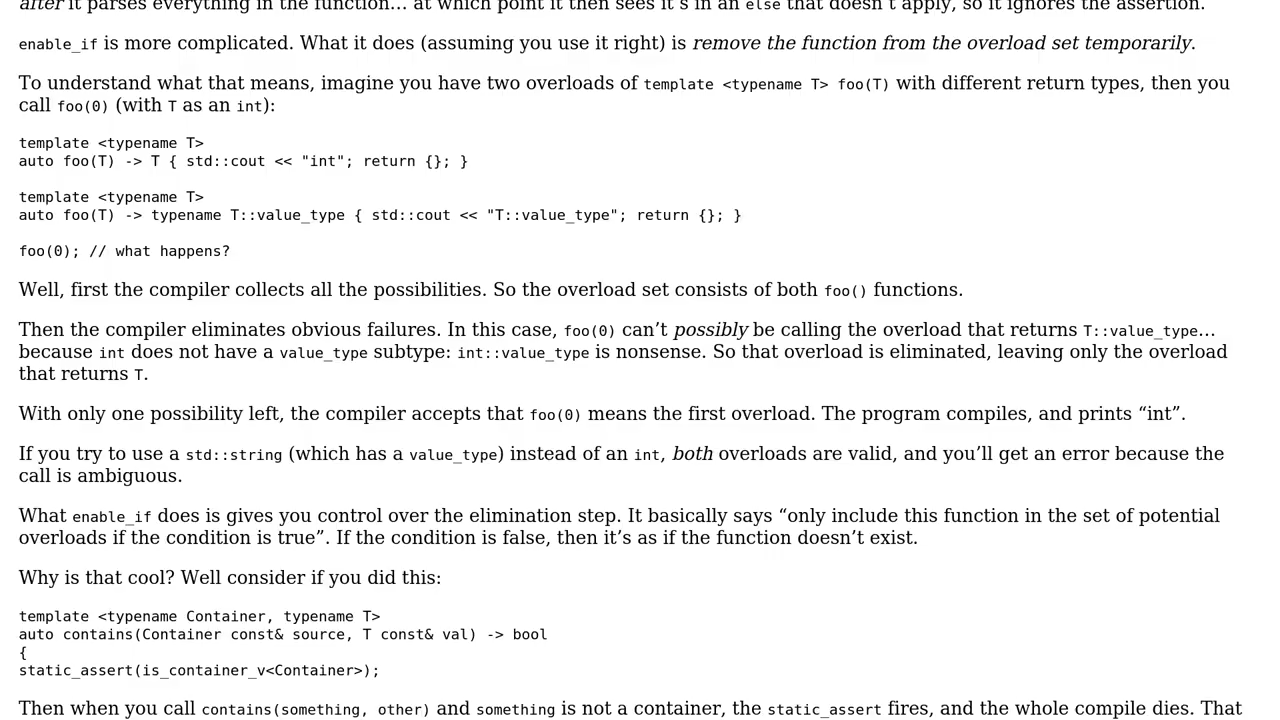 after it parses everything in the function… at which point it then sees it's in an else that doesn't apply, so it ignores the assertion.
enable_if is more complicated. What it does (assuming you use it right) is remove the function from the overload set temporarily.
To understand what that means, imagine you have two overloads of template <typename T> foo(T) with different return types, then you
call foo(0) (with T as an int):
template <typename T>
auto foo(T) -> T { std::cout << "int"; return {}; }
template <typename T>
auto foo(T) -> typename T::value_type { std::cout << "T::value_type"; return {}; }
foo(0); // what happens?
Well, first the compiler collects all the possibilities. So the overload set consists of both foo() functions.
Then the compiler eliminates obvious failures. In this case, foo(0) can’t possibly be calling the overload that returns T::value_type…
because int does not have a value_type subtype: int::value_type is nonsense. So that overload is eliminated, leaving only the overload
that returns T.
With only one possibility left, the compiler accepts that foo(0) means the first overload. The program compiles, and prints “int”.
If you try to use a std::string (which has a value_type) instead of an int, both overloads are valid, and you’ll get an error because the
call is ambiguous.
What enable_if does is gives you control over the elimination step. It basically says “only include this function in the set of potential
overloads if the condition is true”. If the condition is false, then it’s as if the function doesn’t exist.
Why is that cool? Well consider if you did this:
template <typename Container, typename T>
auto contains(Container const& source, T const& val) -> bool
{
static_assert(is_container_v<Container>);
Then when you call contains(something, other) and something is not a container, the static_assert fires, and the whole compile dies. That